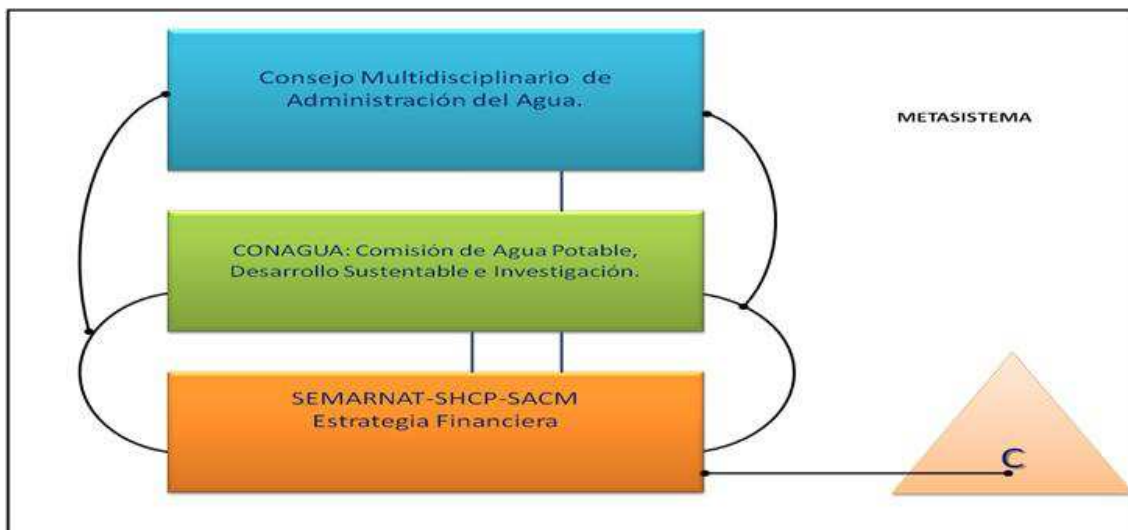 Consejo Multidisciplinario de
Administración del Agua.
METASISTEMA
CONAGUA: Comisión de Agua Potable,
Desarrollo Sustentable e Investigación.
SEMARNAT-SHCP-SACM
Estrategia Financiera
C